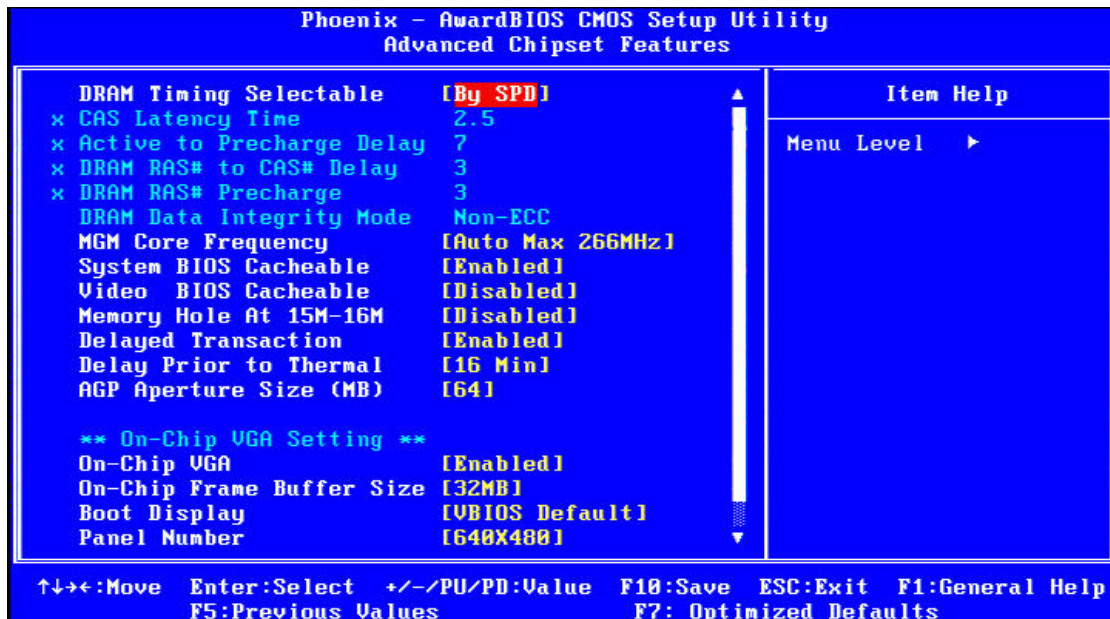 Phoenix - AwardBIOS CMOS Setup Utility
Advanced Chipset Features
DRAM Timing Selectable [By SPD]
x CAS Latency Time 2.5
x Active to Precharge Delay 7
x DRAM RAS# to CAS# Delay 3
x DRAM RAS# Precharge 3
DRAM Data Integrity Mode Non-ECC
MGM Core Frequency [Auto Max 266MHz]
System BIOS Cacheable [Enabled]
Video BIOS Cacheable [Disabled]
Memory Hole At 15M-16M [Disabled]
Delayed Transaction [Enabled]
Delay Prior to Thermal [16 Min]
AGP Aperture Size (MB) [64]
** On-Chip VGA Setting **
On-Chip VGA [Enabled]
On-Chip Frame Buffer Size [32MB]
Boot Display [VBIOS Default]
Panel Number [640X480]
Item Help
Menu Level ►
↑↓→←:Move Enter:Select +/-/PU/PD:Value F10:Save ESC:Exit F1:General Help
F5:Previous Values F7: Optimized Defaults